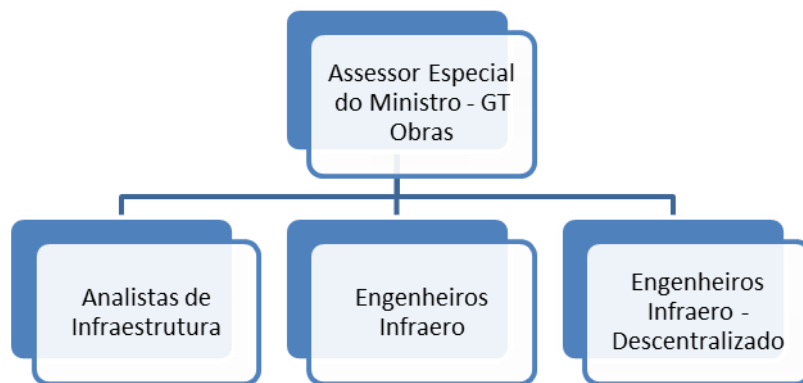 Assessor Especial
do Ministro - GT
Obras
Analistas de
Infraestrutura
Engenheiros
Infraero
Engenheiros
Infraero -
Descentralizado